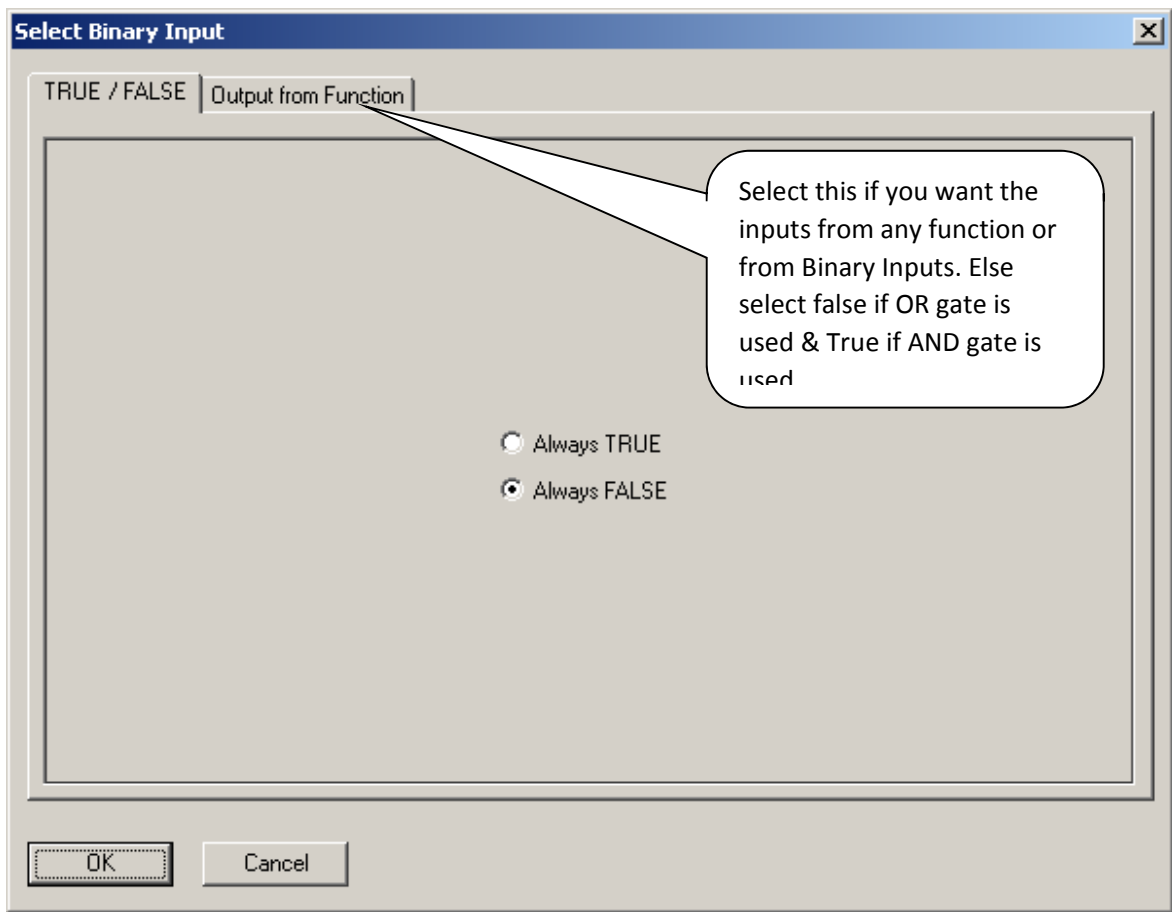 Select Binary Input
TRUE / FALSE
Output from Function
Select this if you want the
inputs from any function or
from Binary Inputs. Else
select false if OR gate is
used & True if AND gate is
used
Always TRUE
Always FALSE
OK
Cancel